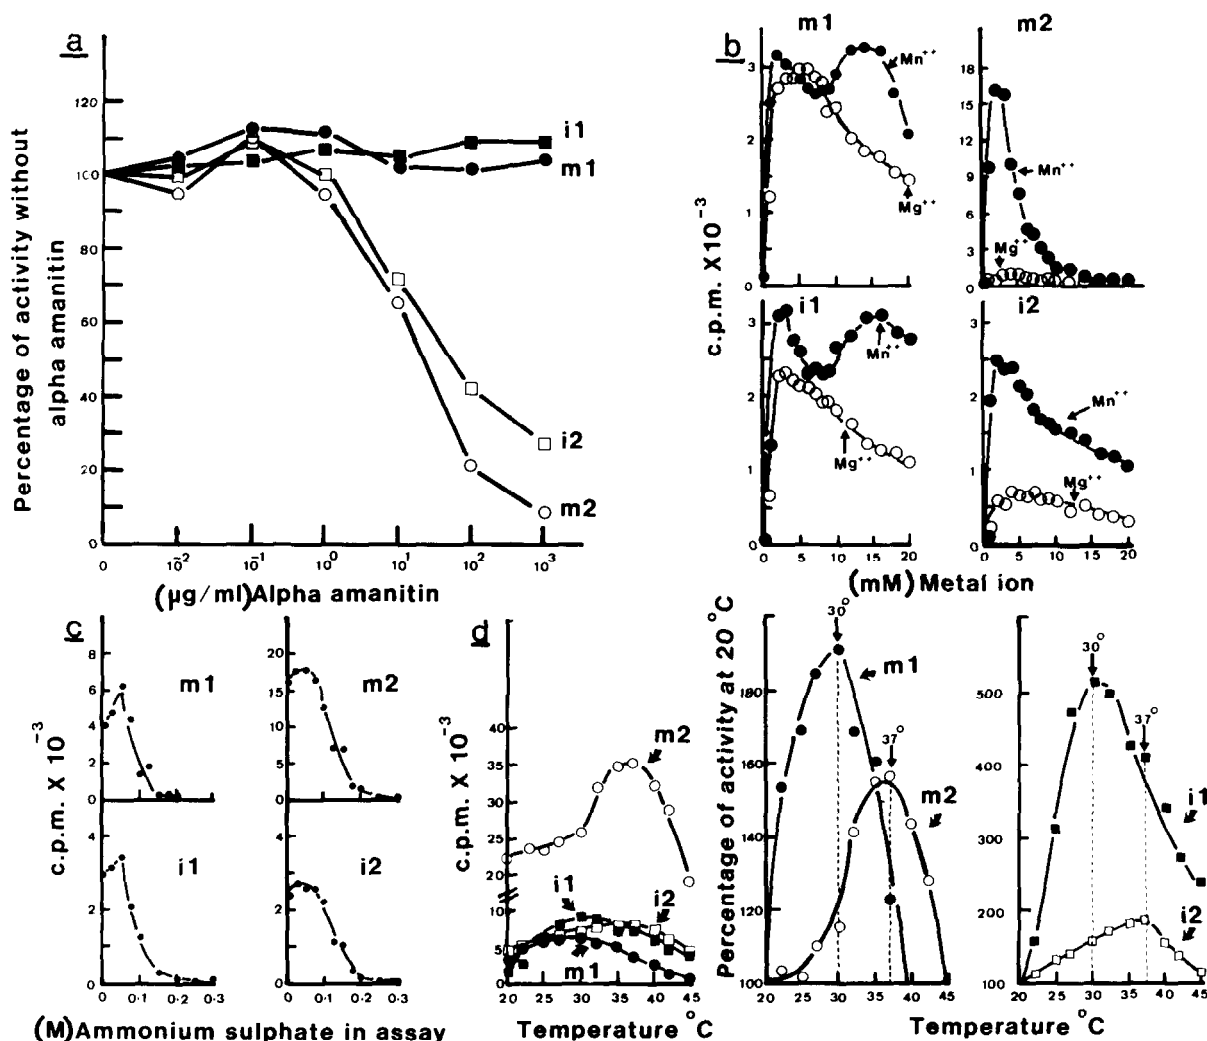 a
Percentage of activity without
alpha amanitin
120
100
80
60
40
20
0
0 10⁻² 10⁻¹ 10⁰ 10¹ 10² 10³
(µg/ml)Alpha amanitin
i1
m1
i2
m2
b
m1
m2
c.p.m. X10⁻³
3
2
1
0
Mn⁺⁺
Mg⁺⁺
18
15
12
9
6
3
0
Mn⁺⁺
Mg⁺⁺
i1
i2
3
2
1
Mn⁺⁺
Mg⁺⁺
3
2
1
0
Mn⁺⁺
Mg⁺⁺
0 5 10 15 20
0 5 10 15 20
(mM) Metal ion
c
c.p.m. X 10⁻³
m1
8
6
4
2
0
m2
20
15
10
5
0
i1
4
2
0
i2
4
2
0
0 0·1 0·2 0·3
0 0·1 0·2 0·3
(M)Ammonium sulphate in assay
d
c.p.m. X 10⁻³
40
35
30
25
20
10
5
0
m2
i1
i2
m1
20 25 30 35 40 45
Temperature °C
Percentage of activity at 20°C
180
160
140
120
100
30°
m1
37°
m2
20 25 30 35 40 45
500
400
300
200
100
30°
37°
i1
i2
20 25 30 35 40 45
Temperature °C